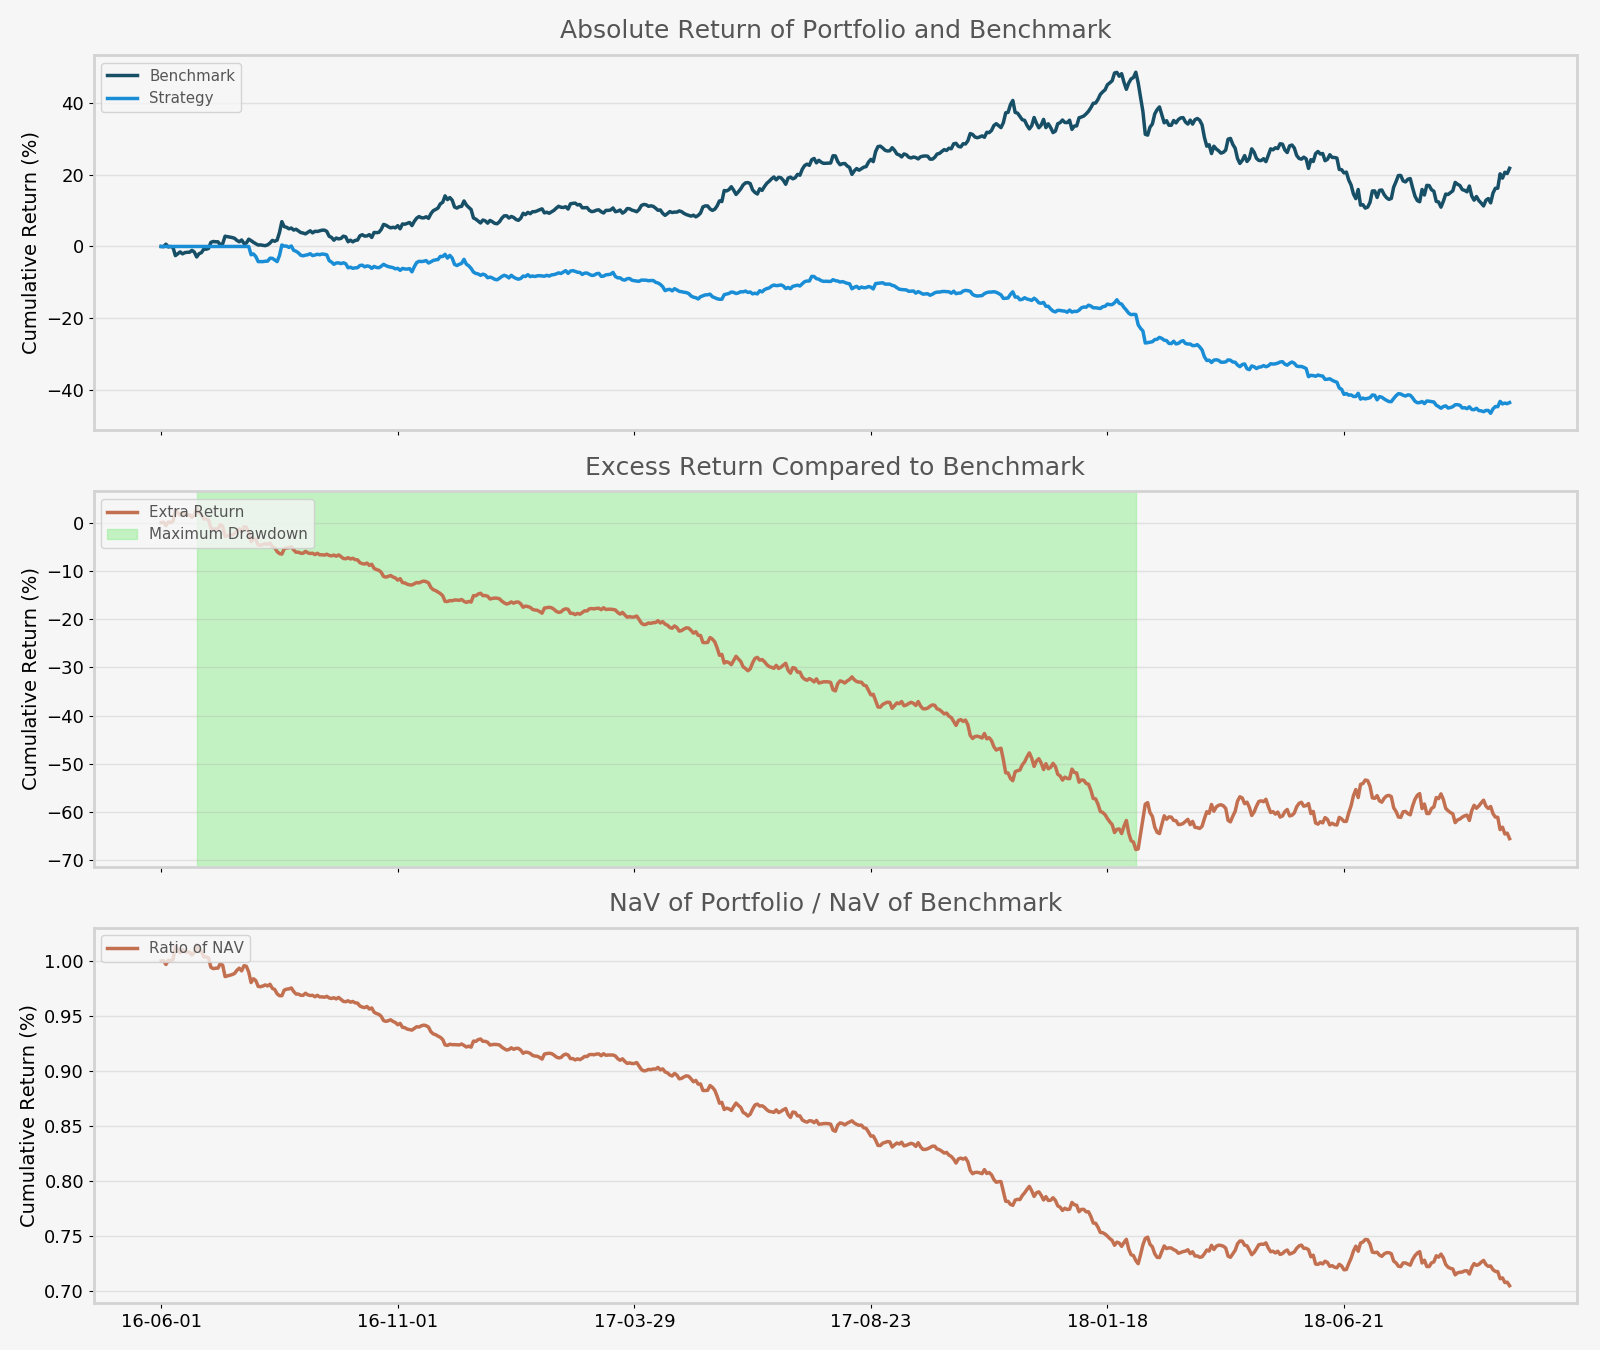 Absolute Return of Portfolio and Benchmark
Cumulative Return (%)
40
20
0
−20
−40
Benchmark
Strategy
Excess Return Compared to Benchmark
Cumulative Return (%)
0
−10
−20
−30
−40
−50
−60
−70
Extra Return
Maximum Drawdown
NaV of Portfolio / NaV of Benchmark
Cumulative Return (%)
1.00
0.95
0.90
0.85
0.80
0.75
0.70
Ratio of NAV
16-06-01
16-11-01
17-03-29
17-08-23
18-01-18
18-06-21